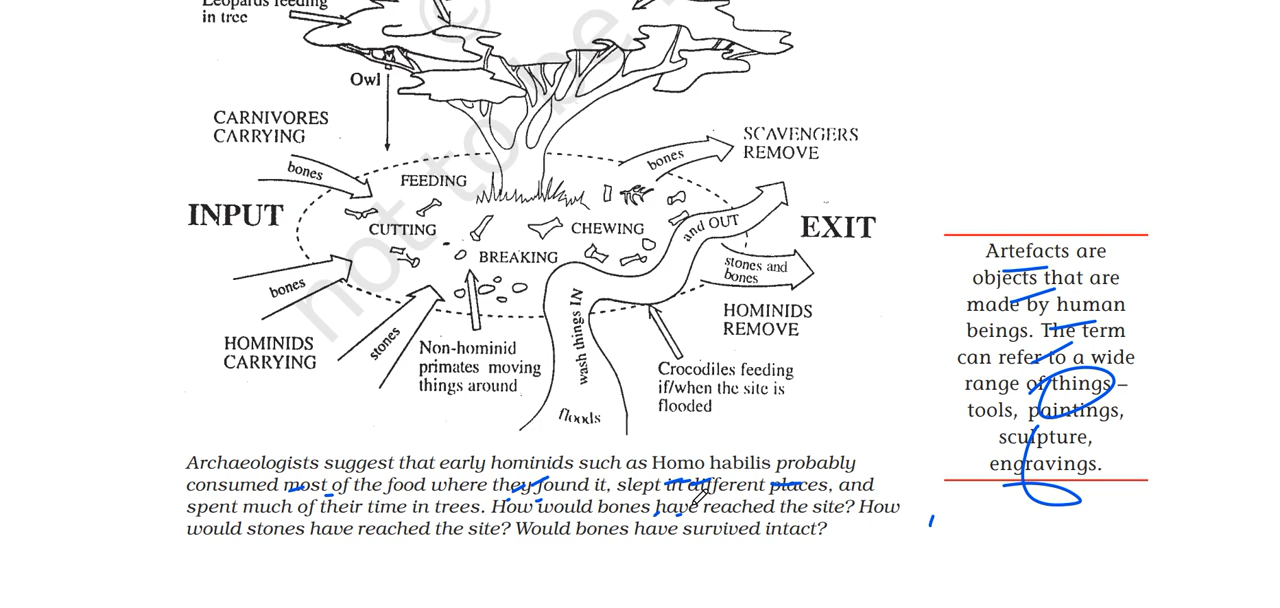 Leopards feeding
in tree
Owl
CARNIVORES
CARRYING
bones
SCAVENGERS
REMOVE
bones
FEEDING
INPUT
CUTTING
CHEWING
and OUT
EXIT
BREAKING
stones and
bones
bones
HOMINIDS
CARRYING
stones
Non-hominid
primates moving
things around
wash things IN
floods
HOMINIDS
REMOVE
Crocodiles feeding
if/when the site is
flooded
not to be
©
Archaeologists suggest that early hominids such as Homo habilis probably
consumed most of the food where they found it, slept in different places, and
spent much of their time in trees. How would bones have reached the site? How
would stones have reached the site? Would bones have survived intact?
Artefacts are
objects that are
made by human
beings. The term
can refer to a wide
range of things –
tools, paintings,
sculpture,
engravings.